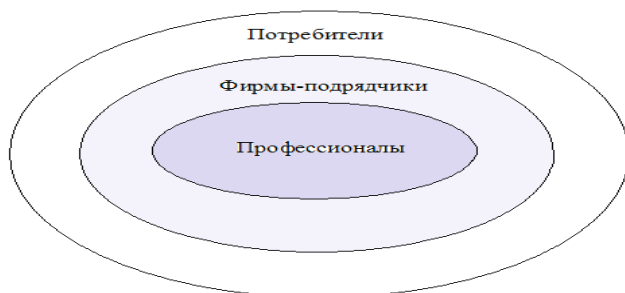 Потребители
Фирмы-подрядчики
Профессионалы